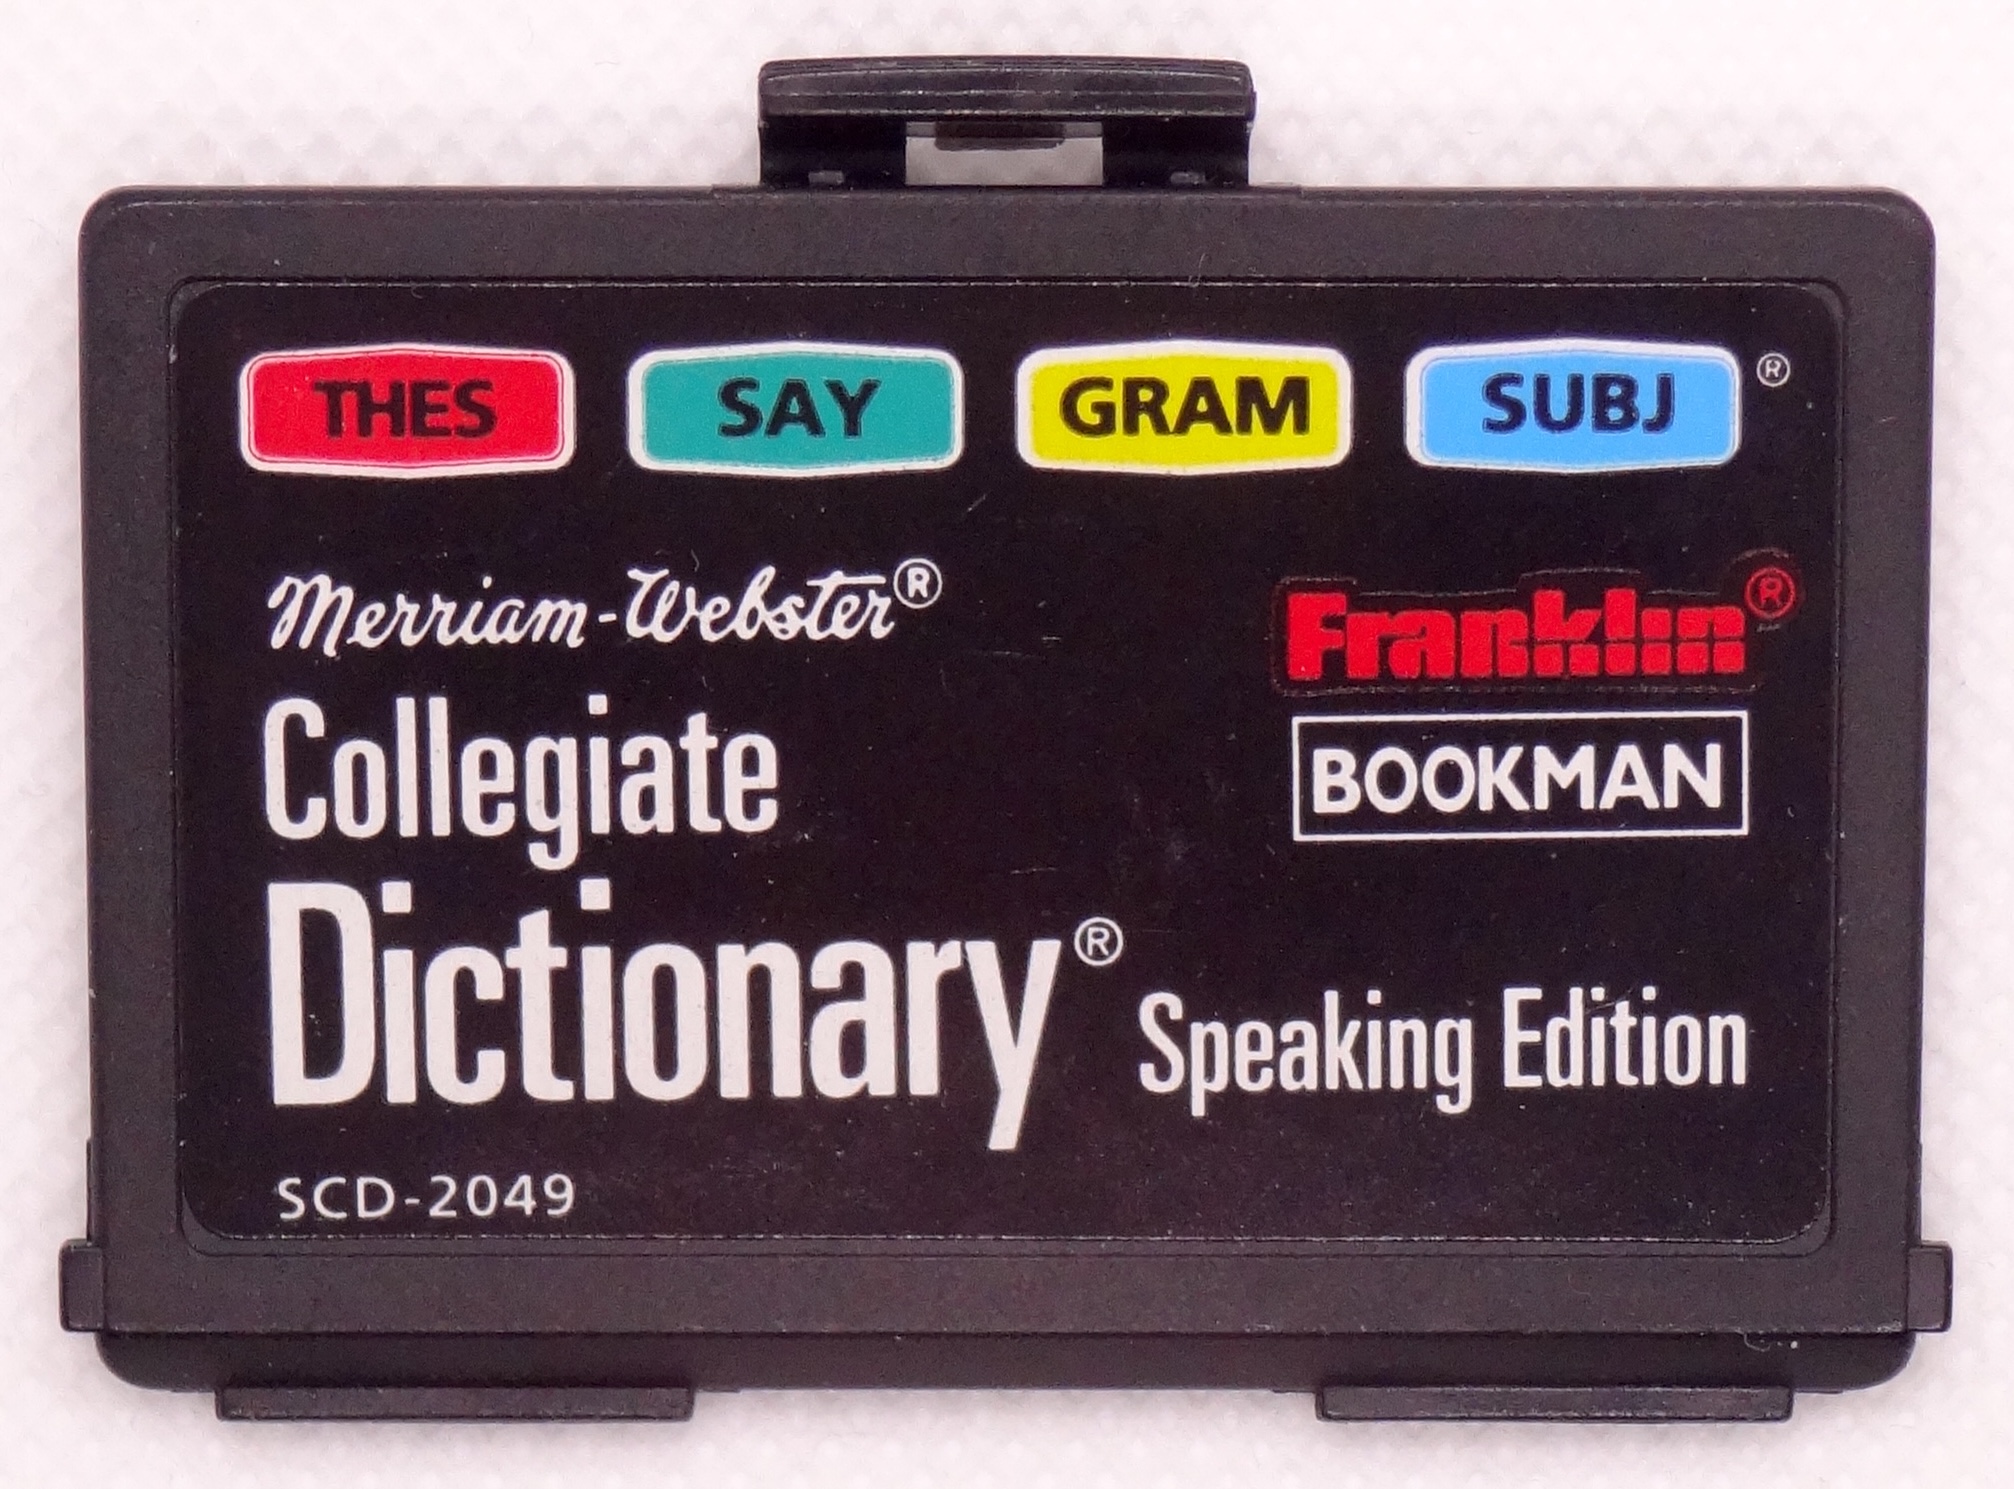 THES SAY GRAM SUBJ ®
Merriam-Webster®
Franklin®
Collegiate
BOOKMAN
Dictionary® Speaking Edition
SCD-2049